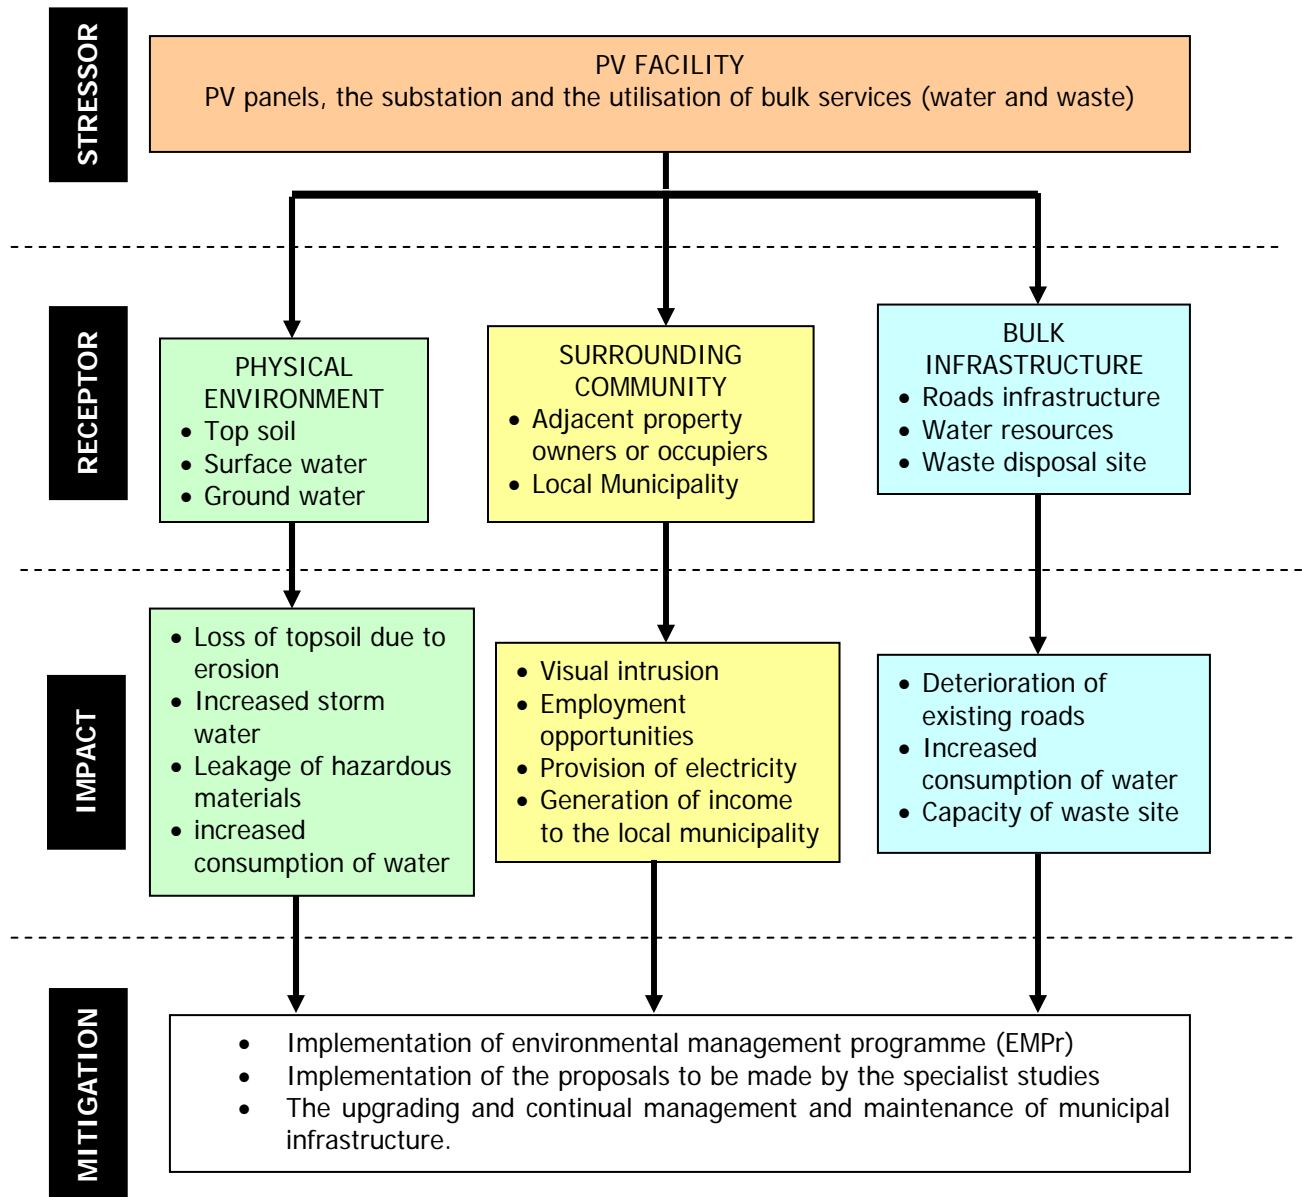 STRESSOR
PV FACILITY
PV panels, the substation and the utilisation of bulk services (water and waste)
RECEPTOR
PHYSICAL
ENVIRONMENT
• Top soil
• Surface water
• Ground water
SURROUNDING
COMMUNITY
• Adjacent property
owners or occupiers
• Local Municipality
BULK
INFRASTRUCTURE
• Roads infrastructure
• Water resources
• Waste disposal site
IMPACT
• Loss of topsoil due to
erosion
• Increased storm
water
• Leakage of hazardous
materials
• increased
consumption of water
• Visual intrusion
• Employment
opportunities
• Provision of electricity
• Generation of income
to the local municipality
• Deterioration of
existing roads
• Increased
consumption of water
• Capacity of waste site
MITIGATION
• Implementation of environmental management programme (EMPr)
• Implementation of the proposals to be made by the specialist studies
• The upgrading and continual management and maintenance of municipal
infrastructure.